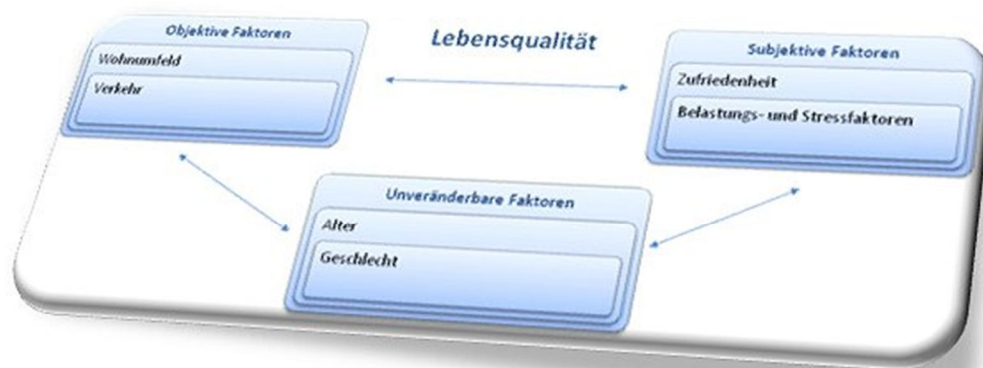 Lebensqualität
Objektive Faktoren
Wohnumfeld
Verkehr
Subjektive Faktoren
Zufriedenheit
Belastungs- und Stressfaktoren
Unveränderbare Faktoren
Alter
Geschlecht